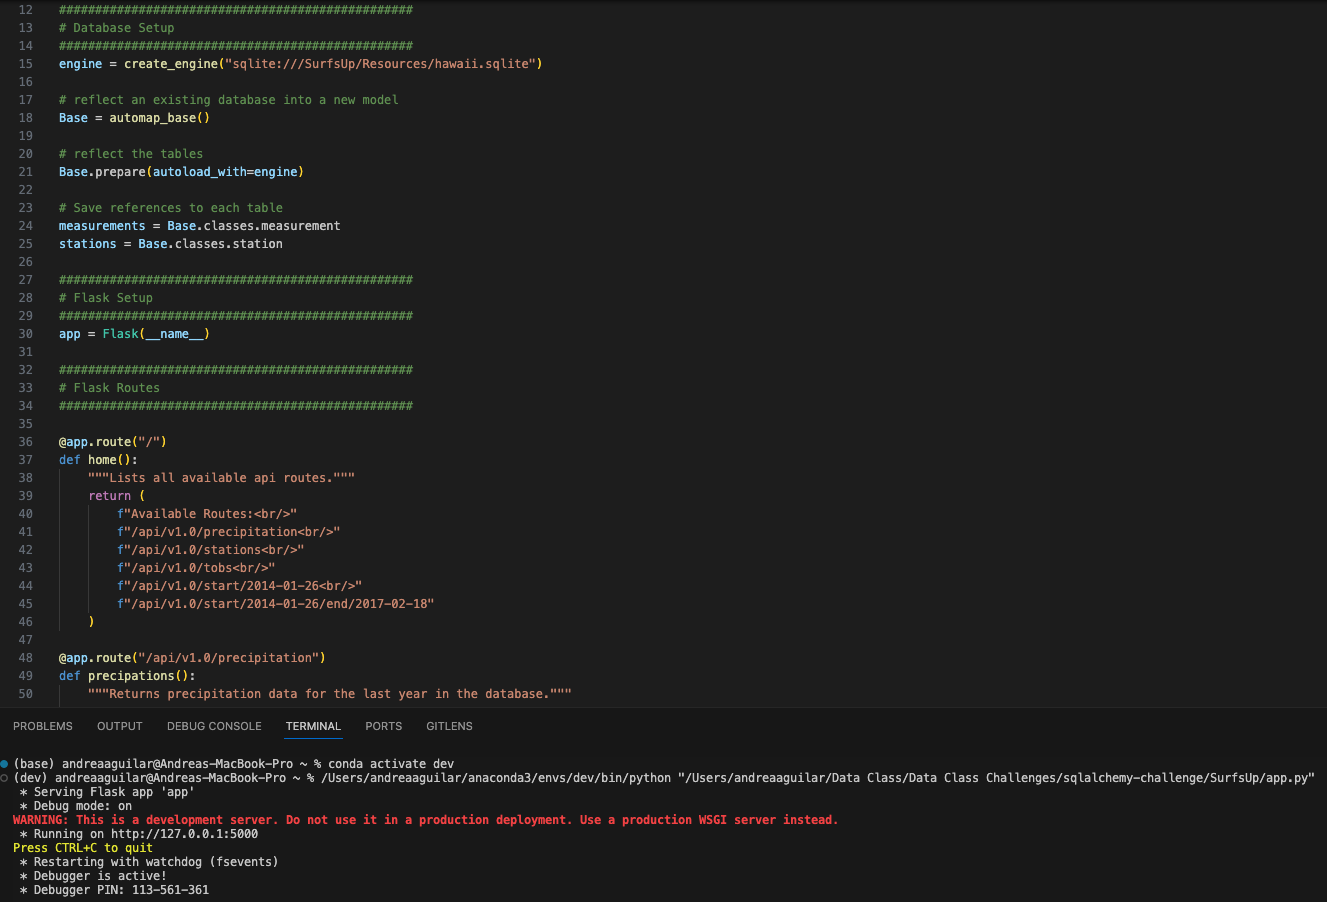 12 #################################################
13 # Database Setup
14 #################################################
15 engine = create_engine("sqlite:///SurfsUp/Resources/hawaii.sqlite")
16
17 # reflect an existing database into a new model
18 Base = automap_base()
19
20 # reflect the tables
21 Base.prepare(autoload_with=engine)
22
23 # Save references to each table
24 measurements = Base.classes.measurement
25 stations = Base.classes.station
26
27 #################################################
28 # Flask Setup
29 #################################################
30 app = Flask(__name__)
31
32 #################################################
33 # Flask Routes
34 #################################################
35
36 @app.route("/")
37 def home():
38     """Lists all available api routes."""
39     return (
40         f"Available Routes:<br/>"
41         f"/api/v1.0/precipitation<br/>"
42         f"/api/v1.0/stations<br/>"
43         f"/api/v1.0/tobs<br/>"
44         f"/api/v1.0/start/2014-01-26<br/>"
45         f"/api/v1.0/start/2014-01-26/end/2017-02-18"
46     )
47
48 @app.route("/api/v1.0/precipitation")
49 def precipations():
50     """Returns precipitation data for the last year in the database."""
PROBLEMS OUTPUT DEBUG CONSOLE TERMINAL PORTS GITLENS
(base) andreaaguilar@Andreas-MacBook-Pro ~ % conda activate dev
(dev) andreaaguilar@Andreas-MacBook-Pro ~ % /Users/andreaaguilar/anaconda3/envs/dev/bin/python "/Users/andreaaguilar/Data Class/Data Class Challenges/sqlalchemy-challenge/SurfsUp/app.py"
 * Serving Flask app 'app'
 * Debug mode: on
WARNING: This is a development server. Do not use it in a production deployment. Use a production WSGI server instead.
 * Running on http://127.0.0.1:5000
Press CTRL+C to quit
 * Restarting with watchdog (fsevents)
 * Debugger is active!
 * Debugger PIN: 113-561-361